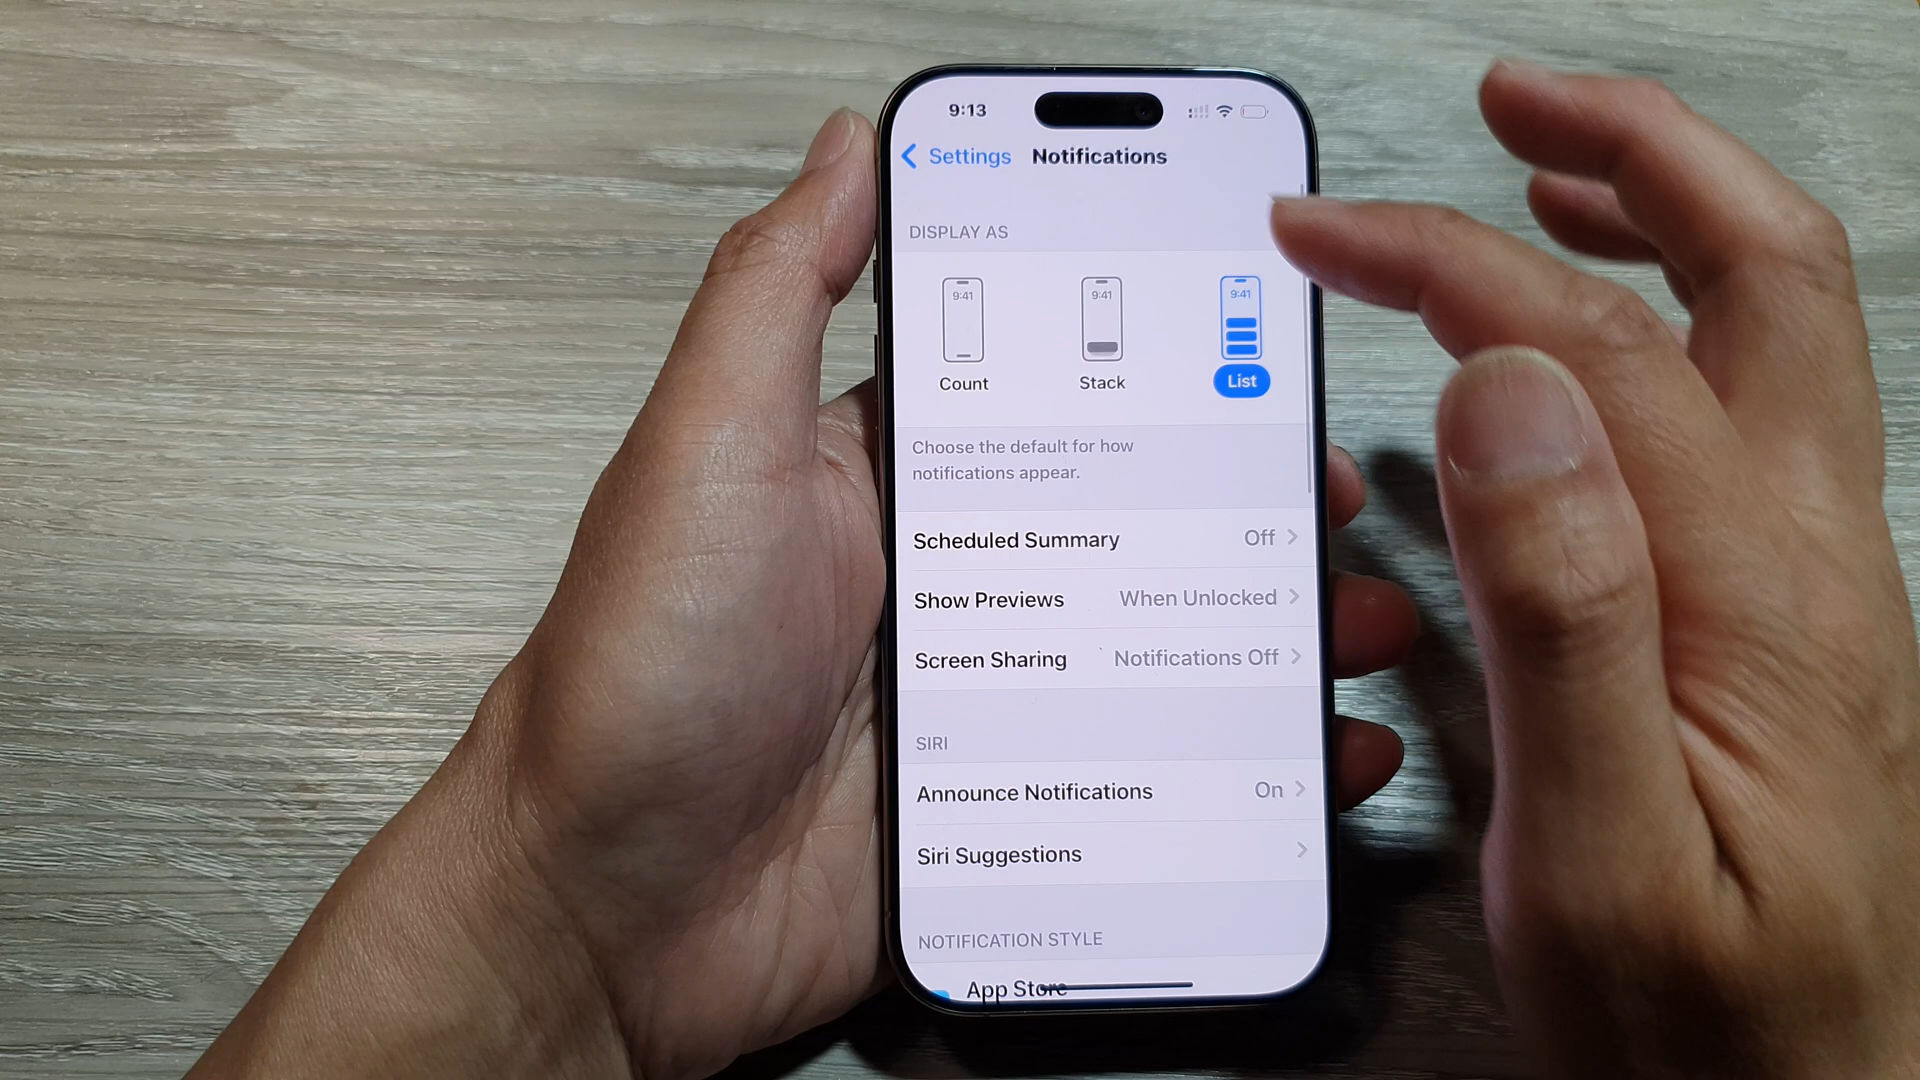 9:13
Settings Notifications
DISPLAY AS
9:41 9:41 9:41
Count Stack List
Choose the default for how
notifications appear.
Scheduled Summary Off
Show Previews When Unlocked
Screen Sharing Notifications Off
SIRI
Announce Notifications On
Siri Suggestions
NOTIFICATION STYLE
App Store